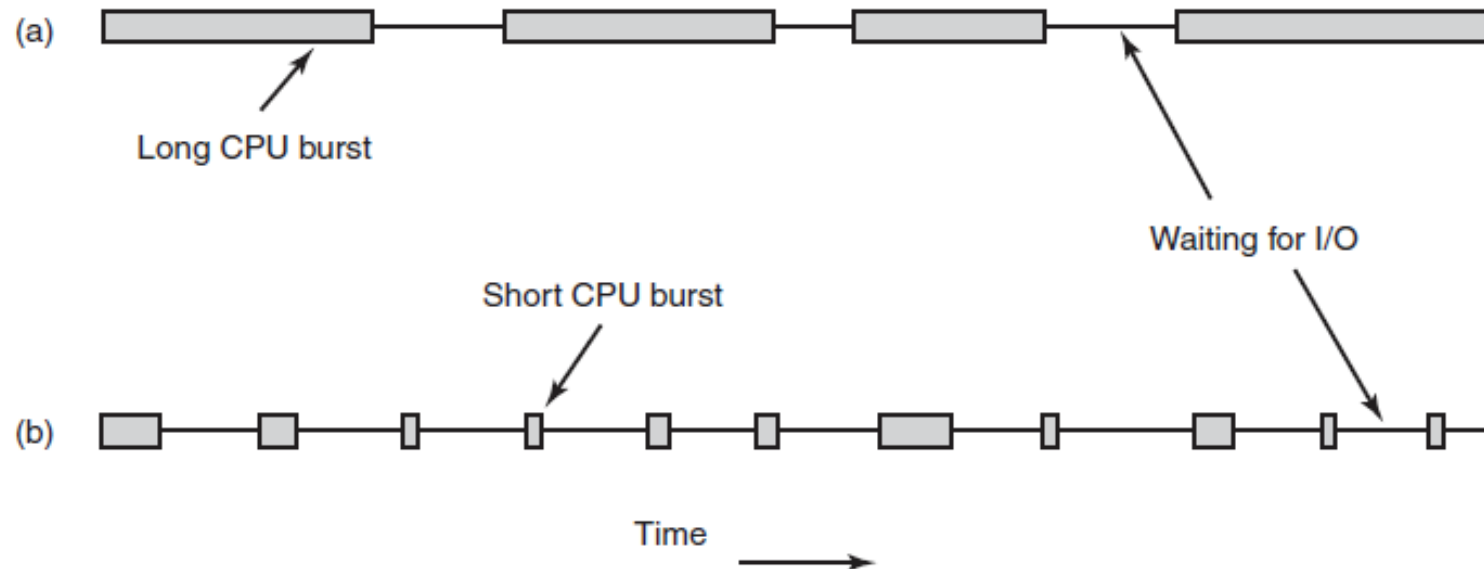 (a)
Long CPU burst
Waiting for I/O
Short CPU burst
(b)
Time